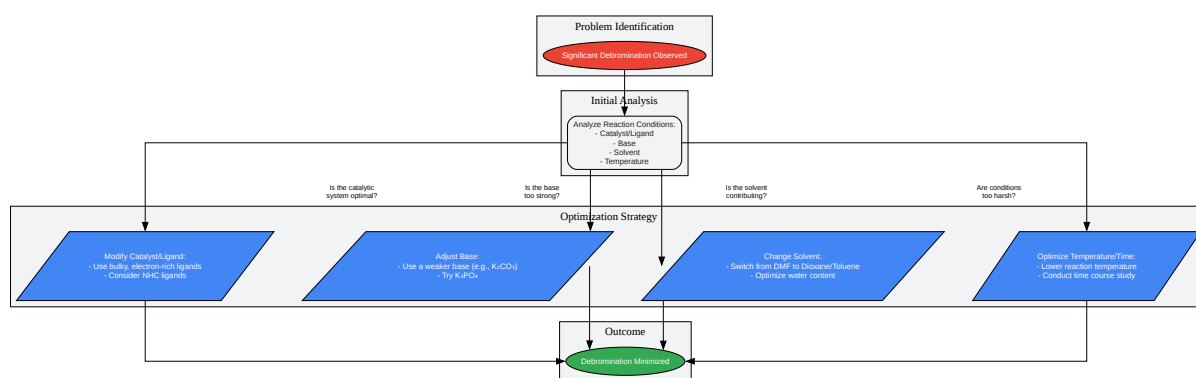 Problem Identification
Significant Debromination Observed
Initial Analysis
Analyze Reaction Conditions:
- Catalyst/Ligand
- Base
- Solvent
- Temperature
Is the catalytic
system optimal?
Is the base
too strong?
Is the solvent
contributing?
Are conditions
too harsh?
Optimization Strategy
Modify Catalyst/Ligand:
- Use bulky, electron-rich ligands
- Consider NHC ligands
Adjust Base:
- Use a weaker base (e.g., K₂CO₃)
- Try K₃PO₄
Change Solvent:
- Switch from DMF to Dioxane/Toluene
- Optimize water content
Optimize Temperature/Time:
- Lower reaction temperature
- Conduct time course study
Outcome
Debromination Minimized